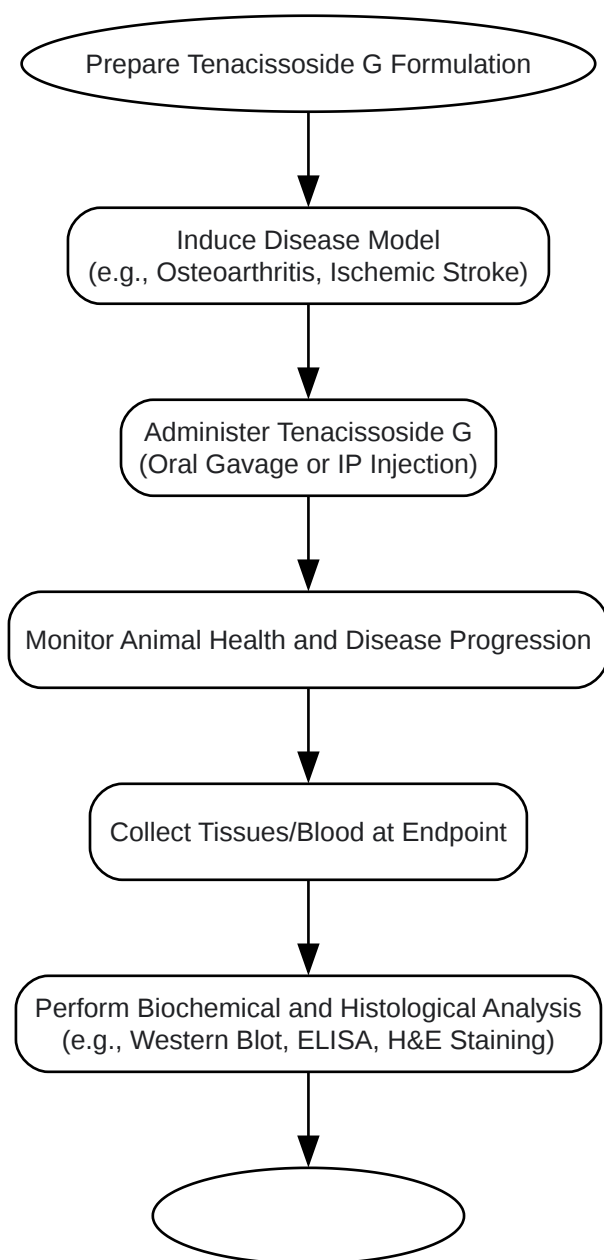 Prepare Tenacissoside G Formulation
Induce Disease Model
(e.g., Osteoarthritis, Ischemic Stroke)
Administer Tenacissoside G
(Oral Gavage or IP Injection)
Monitor Animal Health and Disease Progression
Collect Tissues/Blood at Endpoint
Perform Biochemical and Histological Analysis
(e.g., Western Blot, ELISA, H&E Staining)